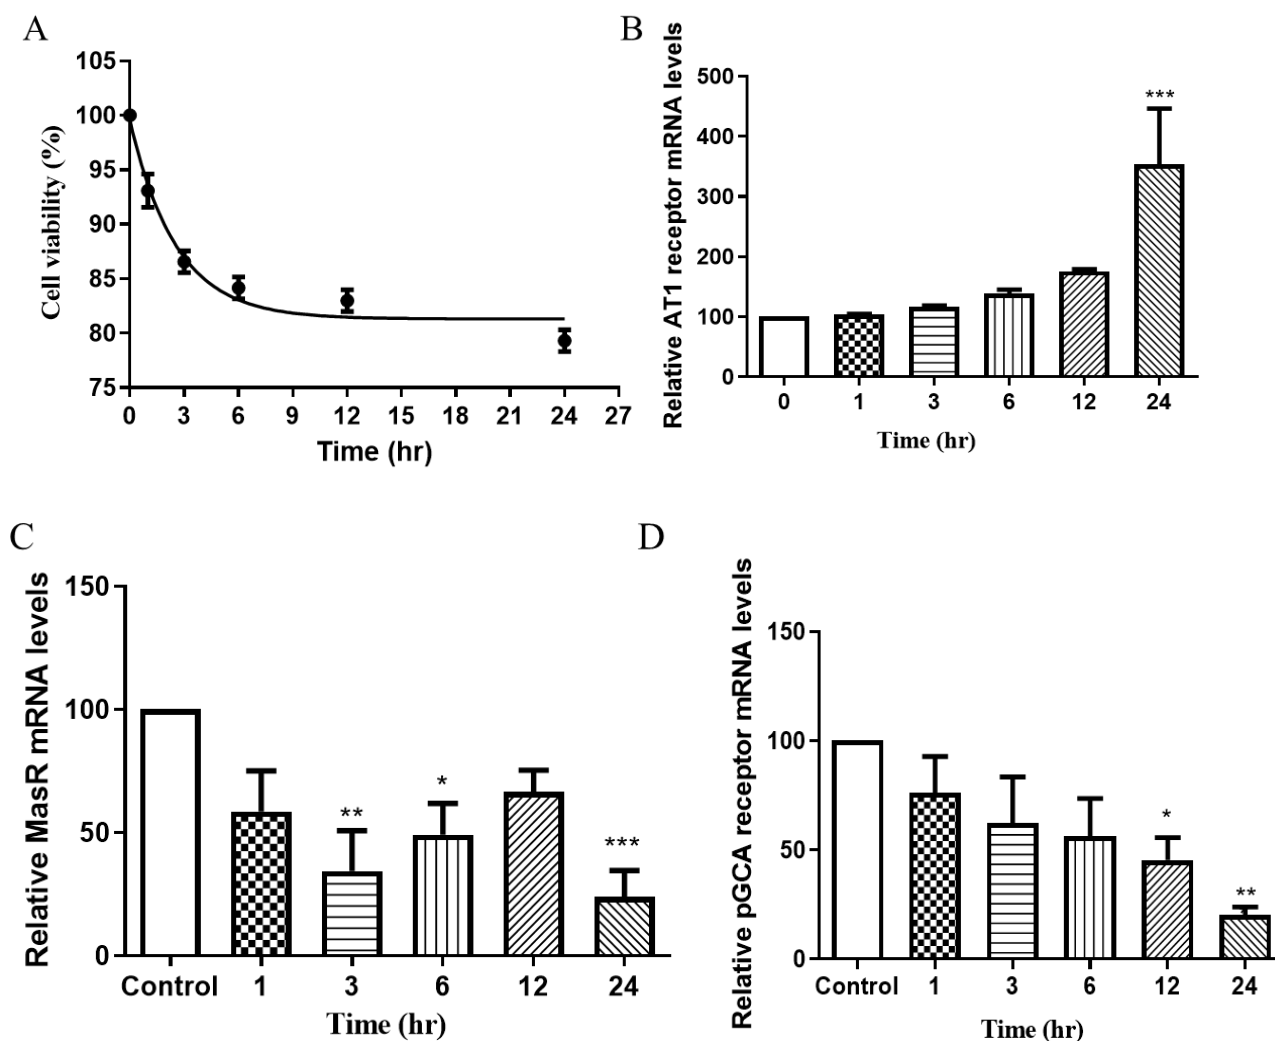 A
Cell viability (%)
105
100
95
90
85
80
75
0 3 6 9 12 15 18 21 24 27
Time (hr)
B
Relative AT1 receptor mRNA levels
500
400
300
200
100
0
***
0 1 3 6 12 24
Time (hr)
C
Relative MasR mRNA levels
150
100
50
0
** * ***
Control 1 3 6 12 24
Time (hr)
D
Relative pGCA receptor mRNA levels
150
100
50
0
* **
Control 1 3 6 12 24
Time (hr)